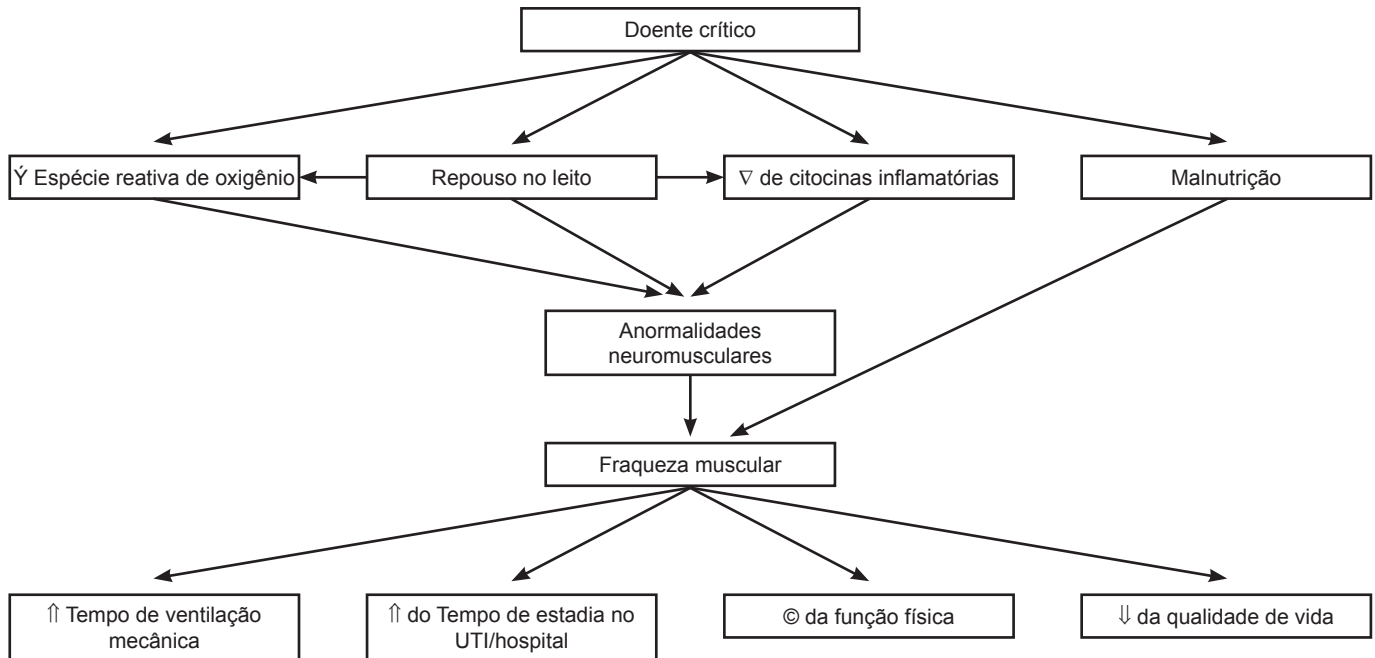 Doente crítico
Ý Espécie reativa de oxigênio
Repouso no leito
∇ de citocinas inflamatórias
Malnutrição
Anormalidades
neuromusculares
Fraqueza muscular
⇑ Tempo de ventilação
mecânica
⇑ do Tempo de estadia no
UTI/hospital
© da função física
⇓ da qualidade de vida